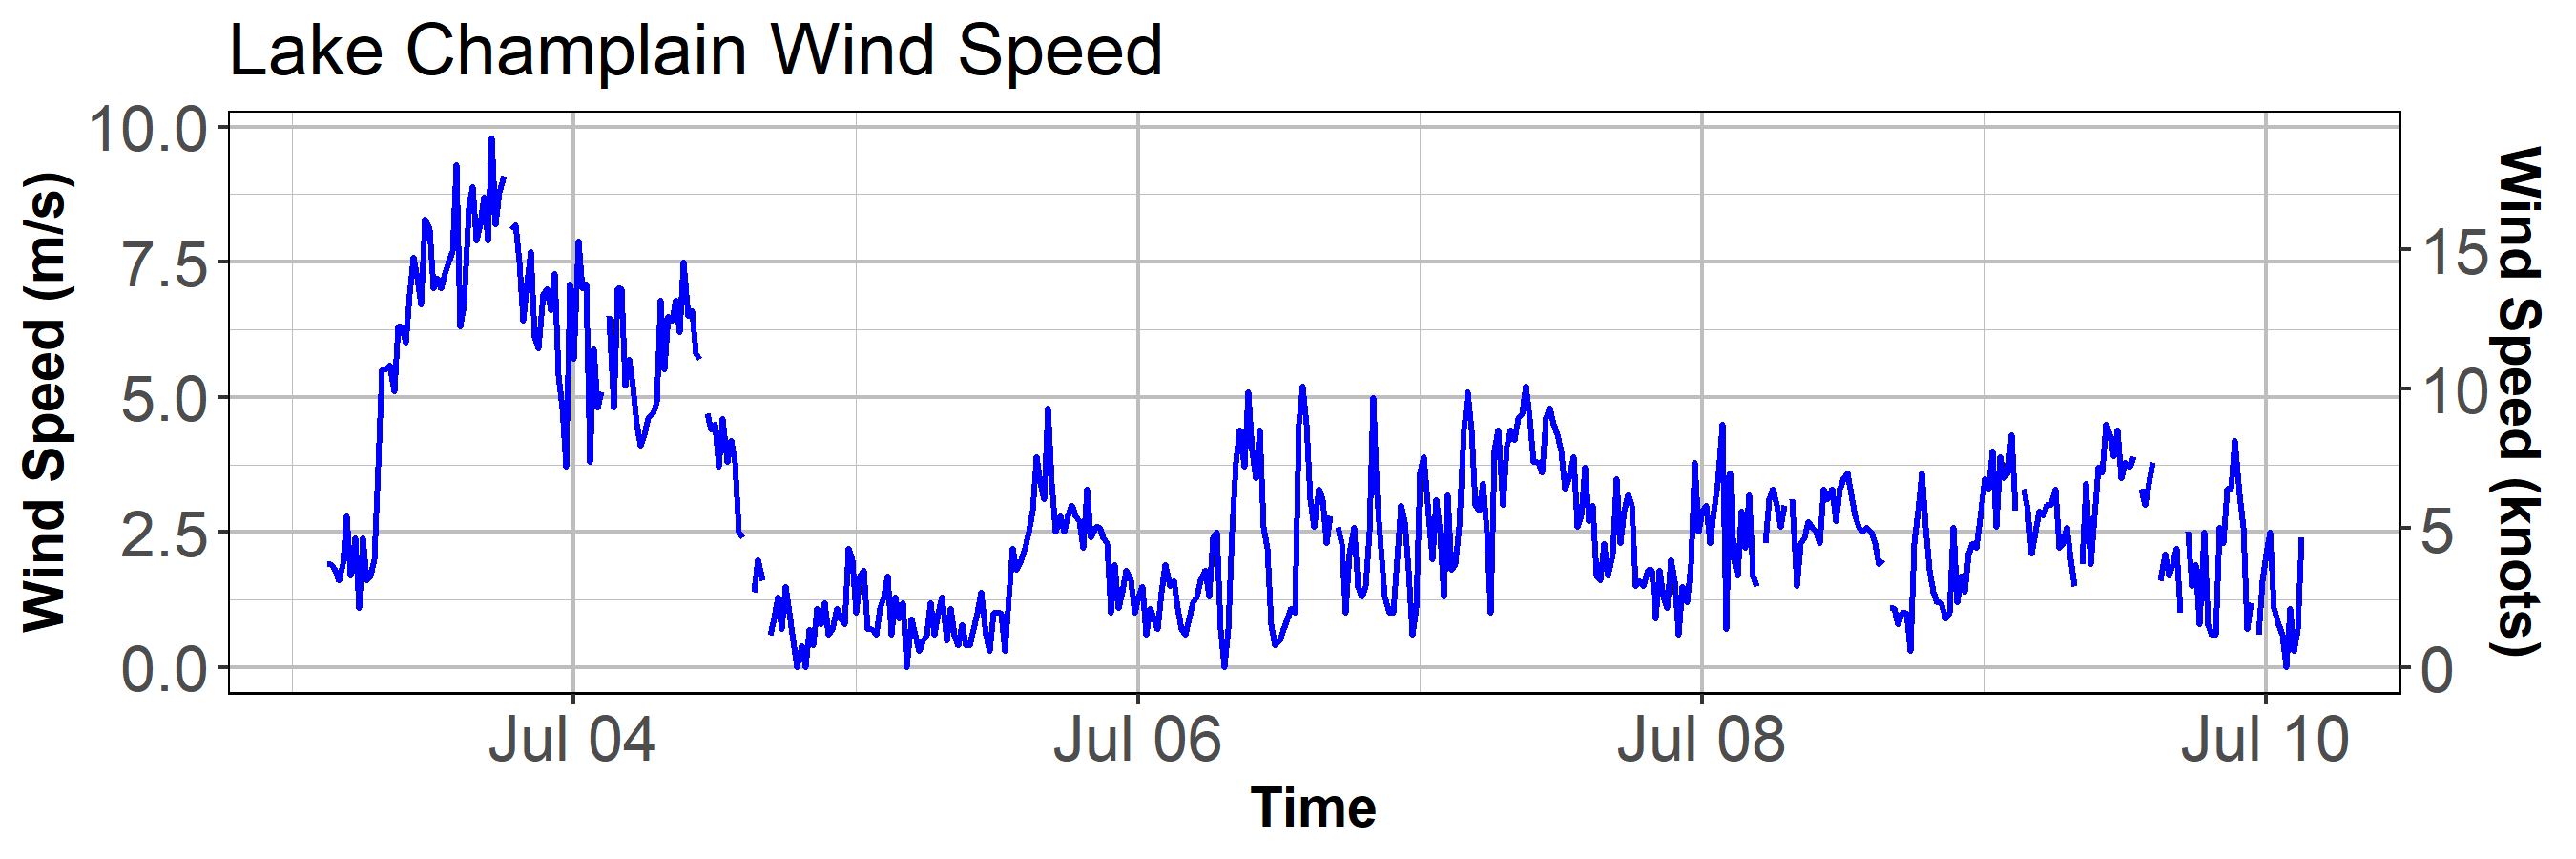 Lake Champlain Wind Speed
10.0
7.5
5.0
2.5
0.0
Wind Speed (m/s)
15
10
5
0
Wind Speed (knots)
Jul 04 Jul 06 Jul 08 Jul 10
Time